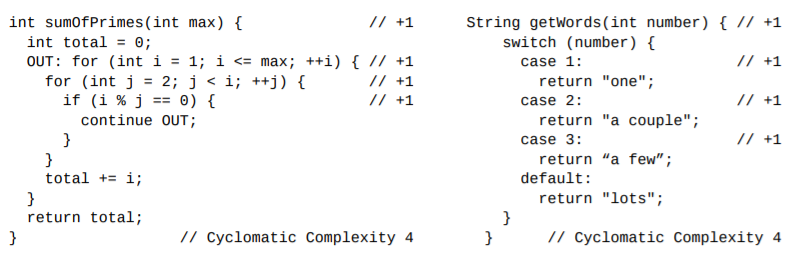 int sumOfPrimes(int max) { // +1
  int total = 0;
  OUT: for (int i = 1; i <= max; ++i) { // +1
    for (int j = 2; j < i; ++j) { // +1
      if (i % j == 0) { // +1
        continue OUT;
      }
    }
    total += i;
  }
  return total;
} // Cyclomatic Complexity 4
String getWords(int number) { // +1
    switch (number) {
      case 1: // +1
        return "one";
      case 2: // +1
        return "a couple";
      case 3: // +1
        return “a few”;
      default:
        return "lots";
    }
  } // Cyclomatic Complexity 4